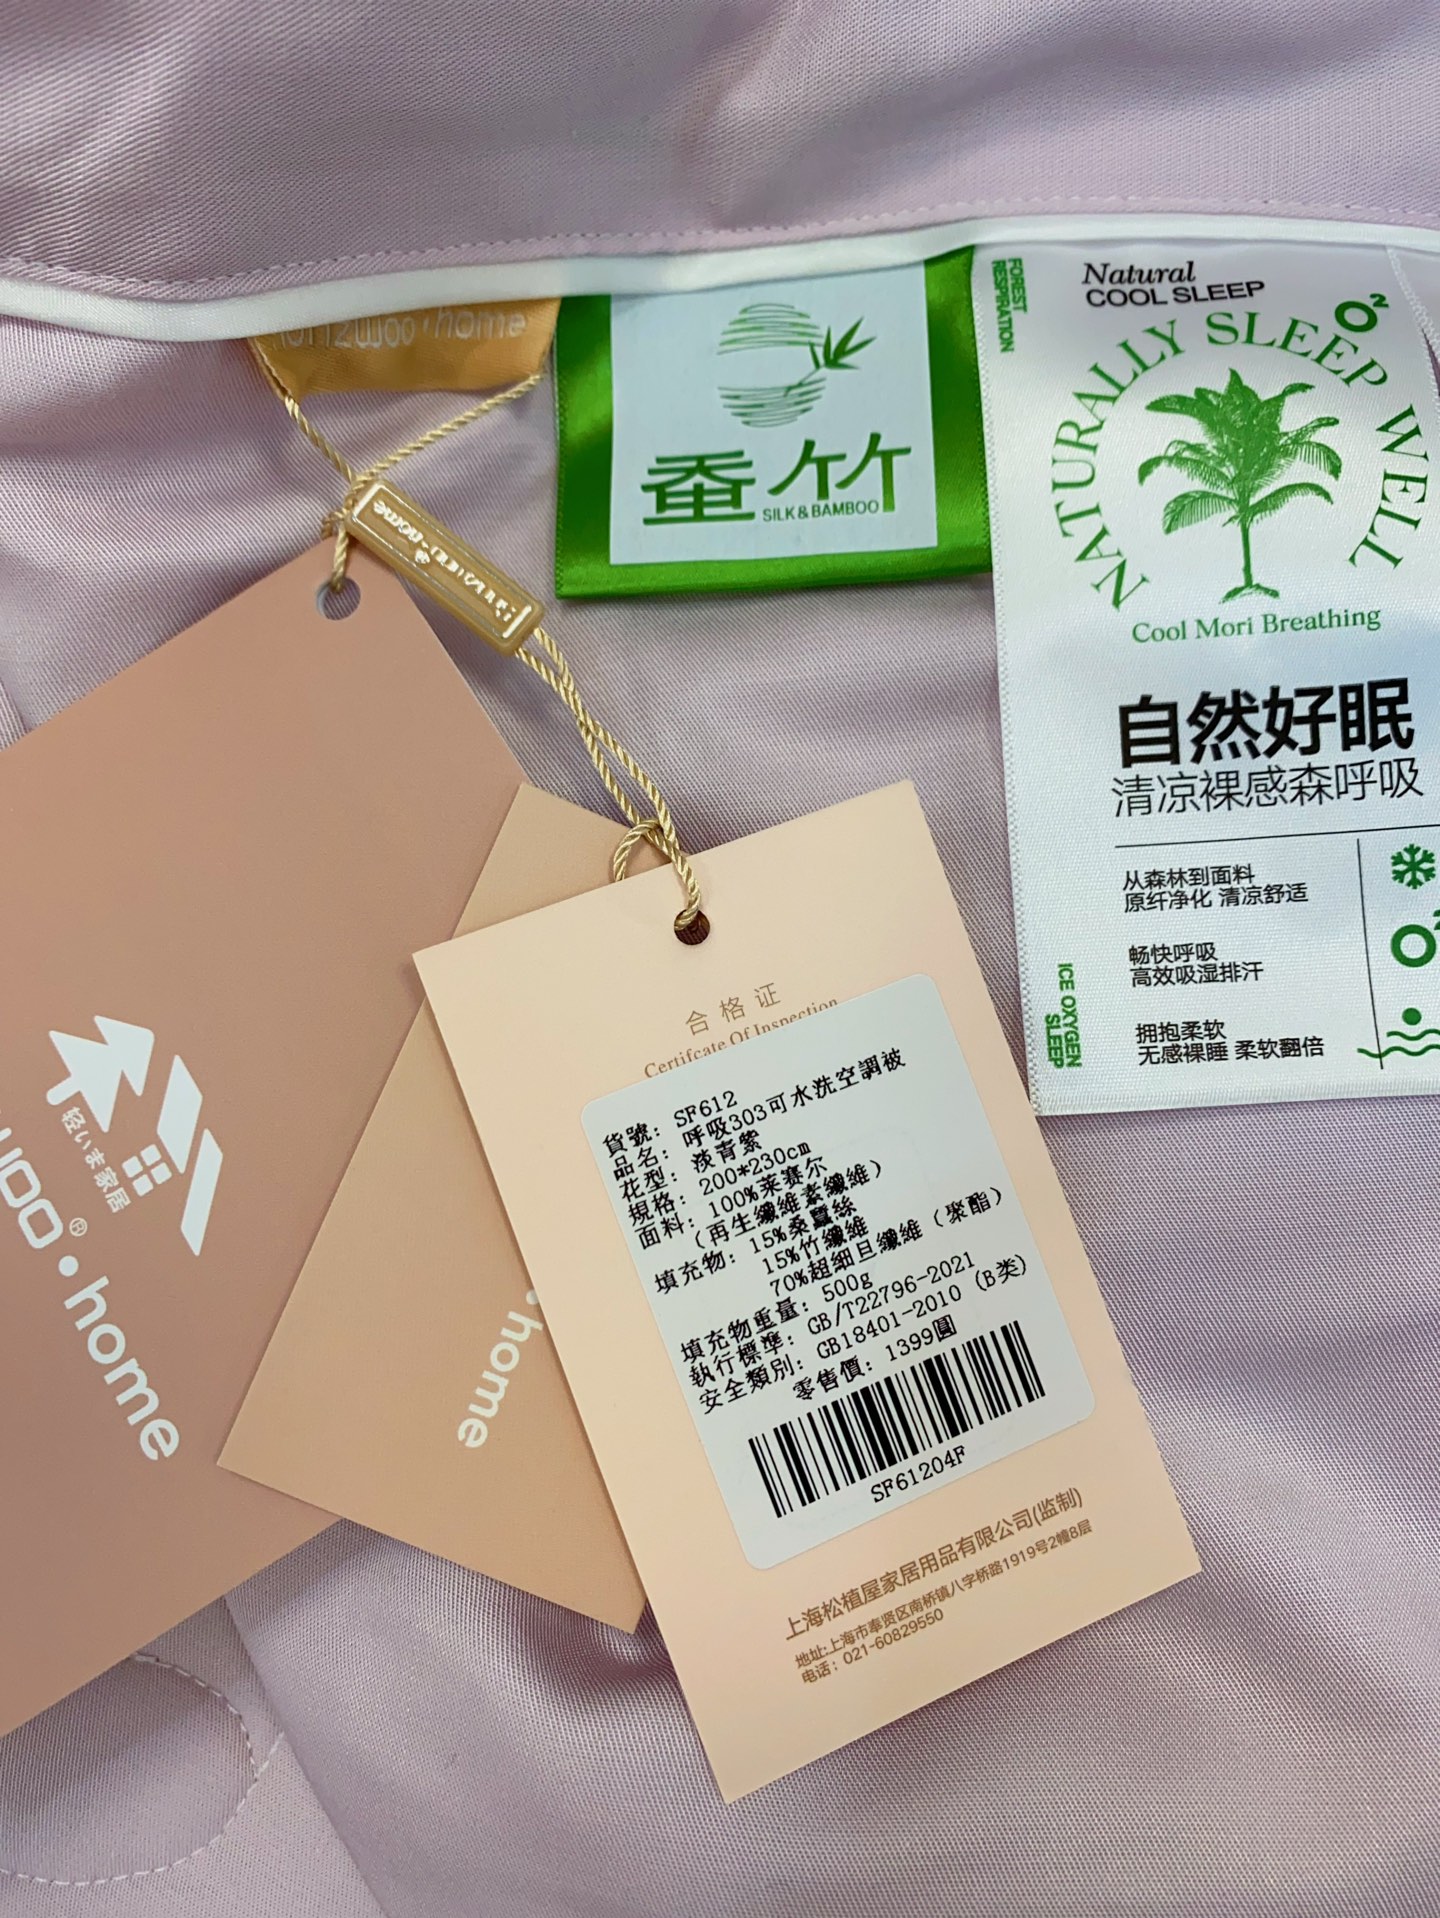 home
蚕竹
SILK & BAMBOO
FOREST
RESPIRATION
Natural
COOL SLEEP
O²
NATURALLY SLEEP WELL
Cool Mori Breathing
自然好眠
清凉裸感森呼吸
从森林到面料
原纤净化 清凉舒适
畅快呼吸
高效吸湿排汗
拥抱柔软
无感裸睡 柔软翻倍
ICE OXYGEN
SLEEP
轻い未家居
home
home
合格证
Certifcate Of Inspection
貨號: SF612
品名: 呼吸303可水洗空調被
花型: 淡青紫
規格: 200*230cm
面料: 100%莱赛尔
（再生纖維素纖維）
填充物: 15%桑蠶絲
15%竹纖維
70%超細旦纖維（聚酯）
填充物重量: 500g
執行標準: GB/T22796-2021
安全類別: GB18401-2010 (B类)
零售價: 1399圓
SF61204F
上海松植屋家居用品有限公司(监制)
地址:上海市奉贤区南桥镇八字桥路1919号2幢8层
电话: 021-60829550